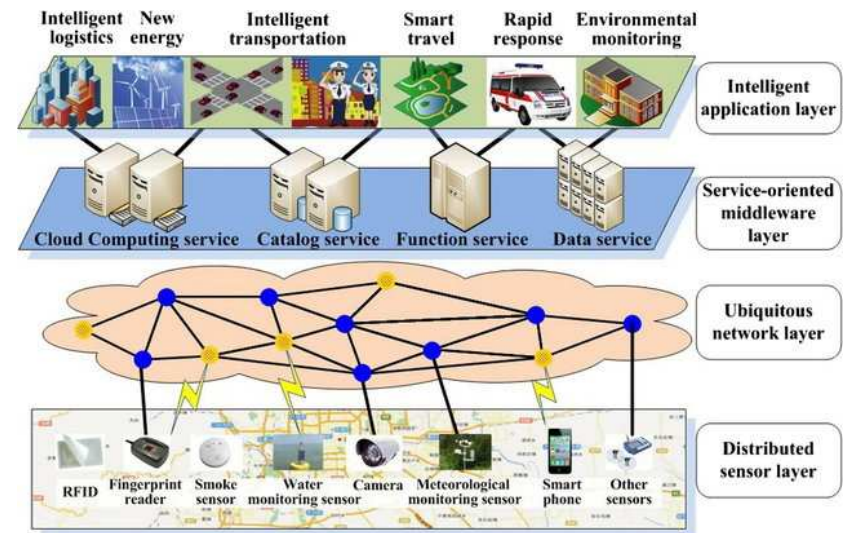 Intelligent logistics
New energy
Intelligent transportation
Smart travel
Rapid response
Environmental monitoring
Intelligent application layer
Cloud Computing service
Catalog service
Function service
Data service
Service-oriented middleware layer
Ubiquitous network layer
RFID
Fingerprint reader
Smoke sensor
Water monitoring sensor
Camera
Meteorological monitoring sensor
Smart phone
Other sensors
Distributed sensor layer